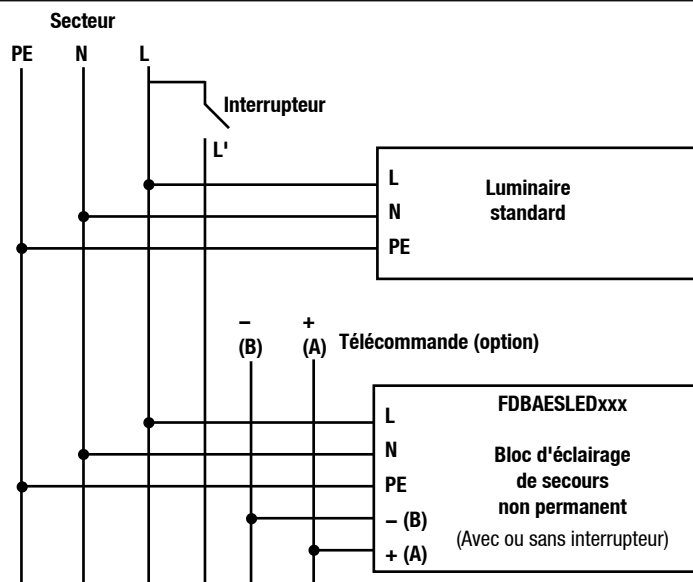 Secteur
PE N L
Interrupteur
L'
L
Luminaire
standard
N
PE
– +
(B) (A) Télécommande (option)
FDBAESLEDxxx
L
N
Bloc d'éclairage
de secours
non permanent
PE
– (B)
(Avec ou sans interrupteur)
+ (A)